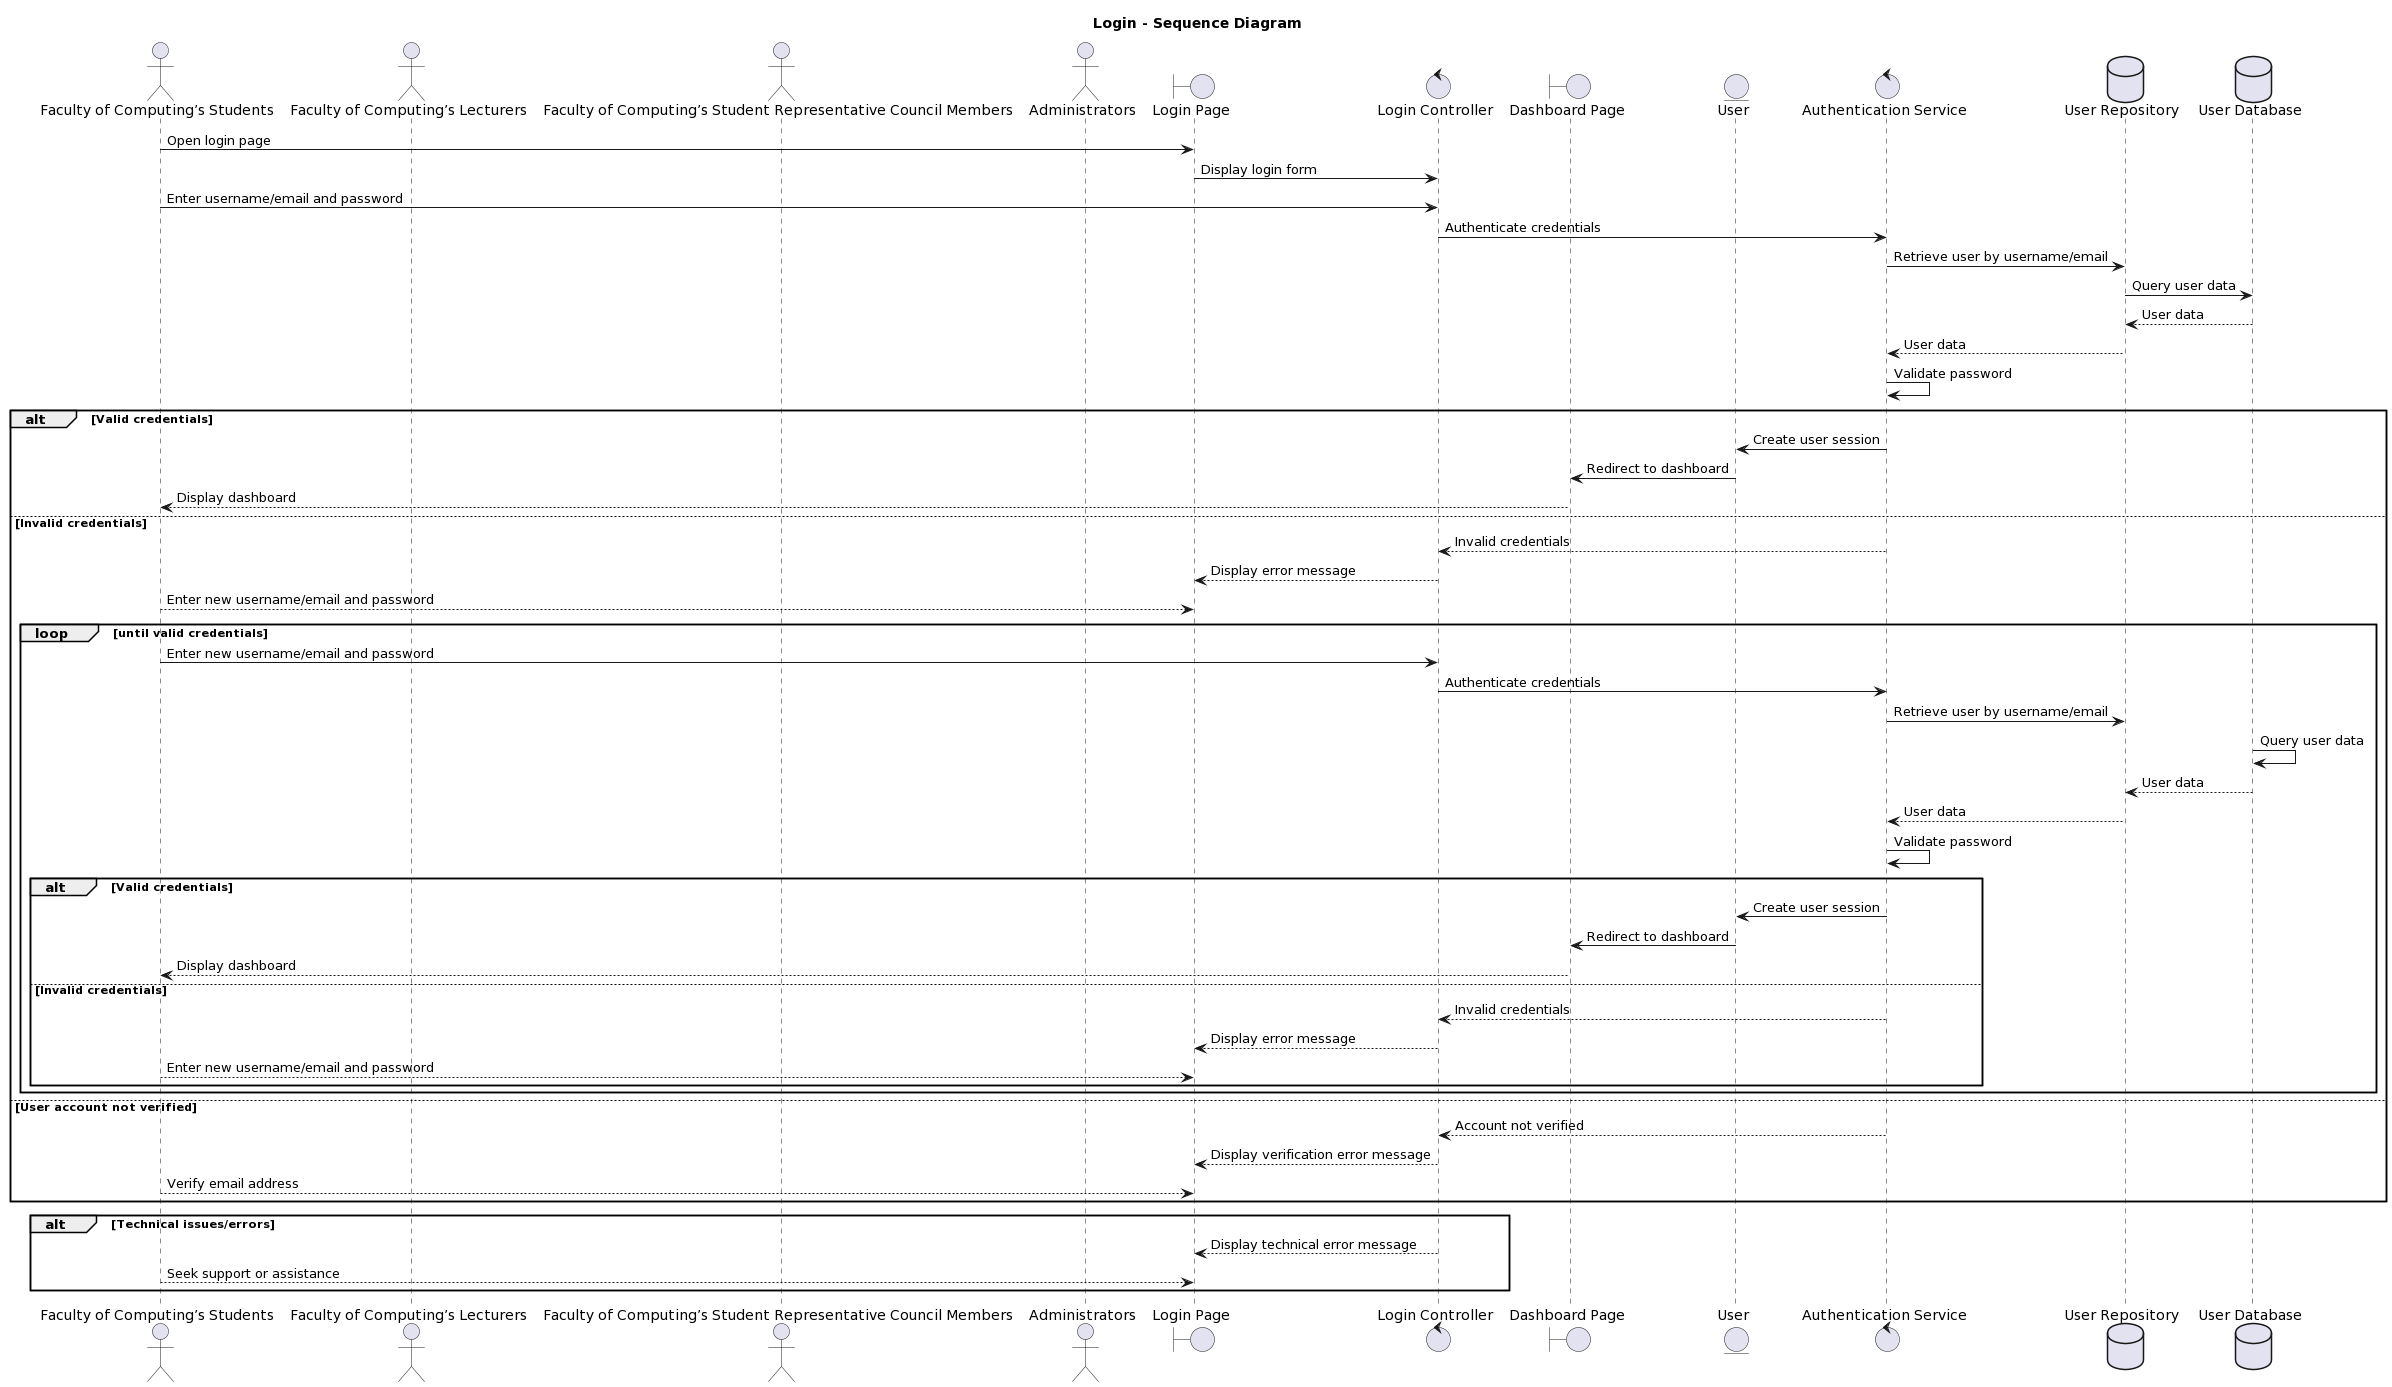 Login - Sequence Diagram
Faculty of Computing’s Students
Faculty of Computing’s Lecturers
Faculty of Computing’s Student Representative Council Members
Administrators
Login Page
Login Controller
Dashboard Page
User
Authentication Service
User Repository
User Database
Open login page
Display login form
Enter username/email and password
Authenticate credentials
Retrieve user by username/email
Query user data
User data
User data
Validate password
alt [Valid credentials]
Create user session
Redirect to dashboard
Display dashboard
[Invalid credentials]
Invalid credentials
Display error message
Enter new username/email and password
loop [until valid credentials]
Enter new username/email and password
Authenticate credentials
Retrieve user by username/email
Query user data
User data
User data
Validate password
alt [Valid credentials]
Create user session
Redirect to dashboard
Display dashboard
[Invalid credentials]
Invalid credentials
Display error message
Enter new username/email and password
[User account not verified]
Account not verified
Display verification error message
Verify email address
alt [Technical issues/errors]
Display technical error message
Seek support or assistance
Faculty of Computing’s Students
Faculty of Computing’s Lecturers
Faculty of Computing’s Student Representative Council Members
Administrators
Login Page
Login Controller
Dashboard Page
User
Authentication Service
User Repository
User Database